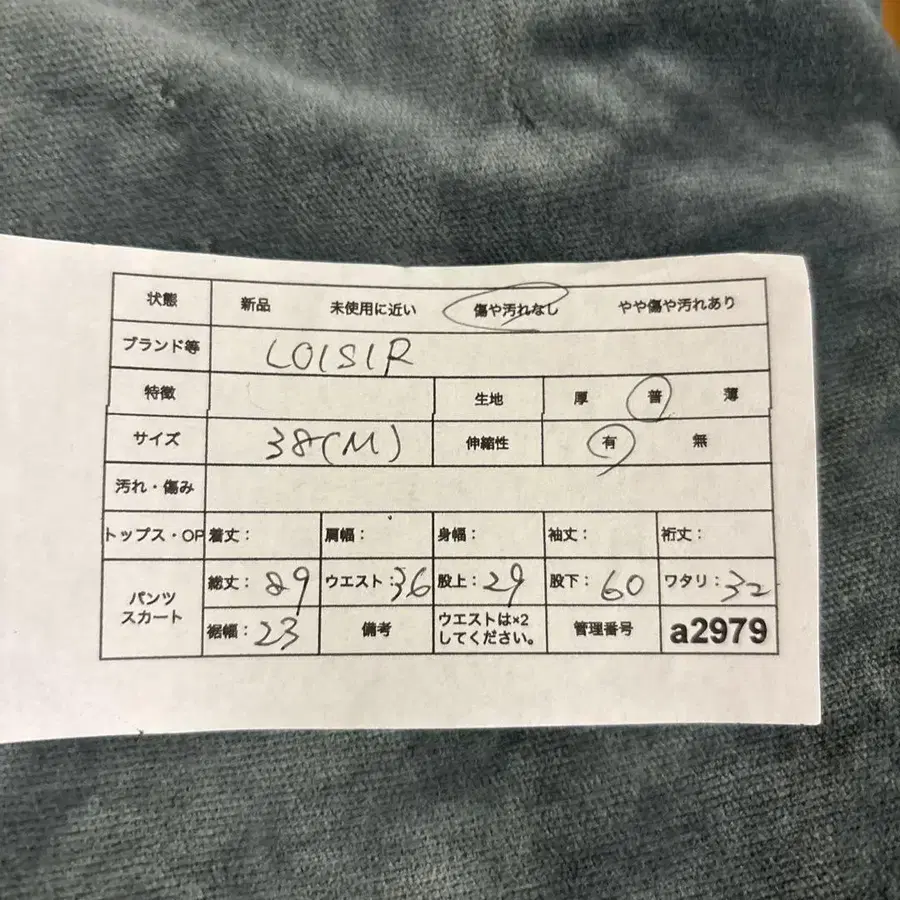 状態 新品 未使用に近い 傷や汚れなし やや傷や汚れあり
ブランド等 LOISIR
特徴 生地 厚 普 薄
サイズ 38(M) 伸縮性 有 無
汚れ・傷み
トップス・OP 着丈: 肩幅: 身幅: 袖丈: 裄丈:
パンツ
スカート
総丈:89 ウエスト:36 股上:29 股下:60 ワタリ:32
裾幅:23 備考 ウエストは×2
してください。 管理番号 a2979